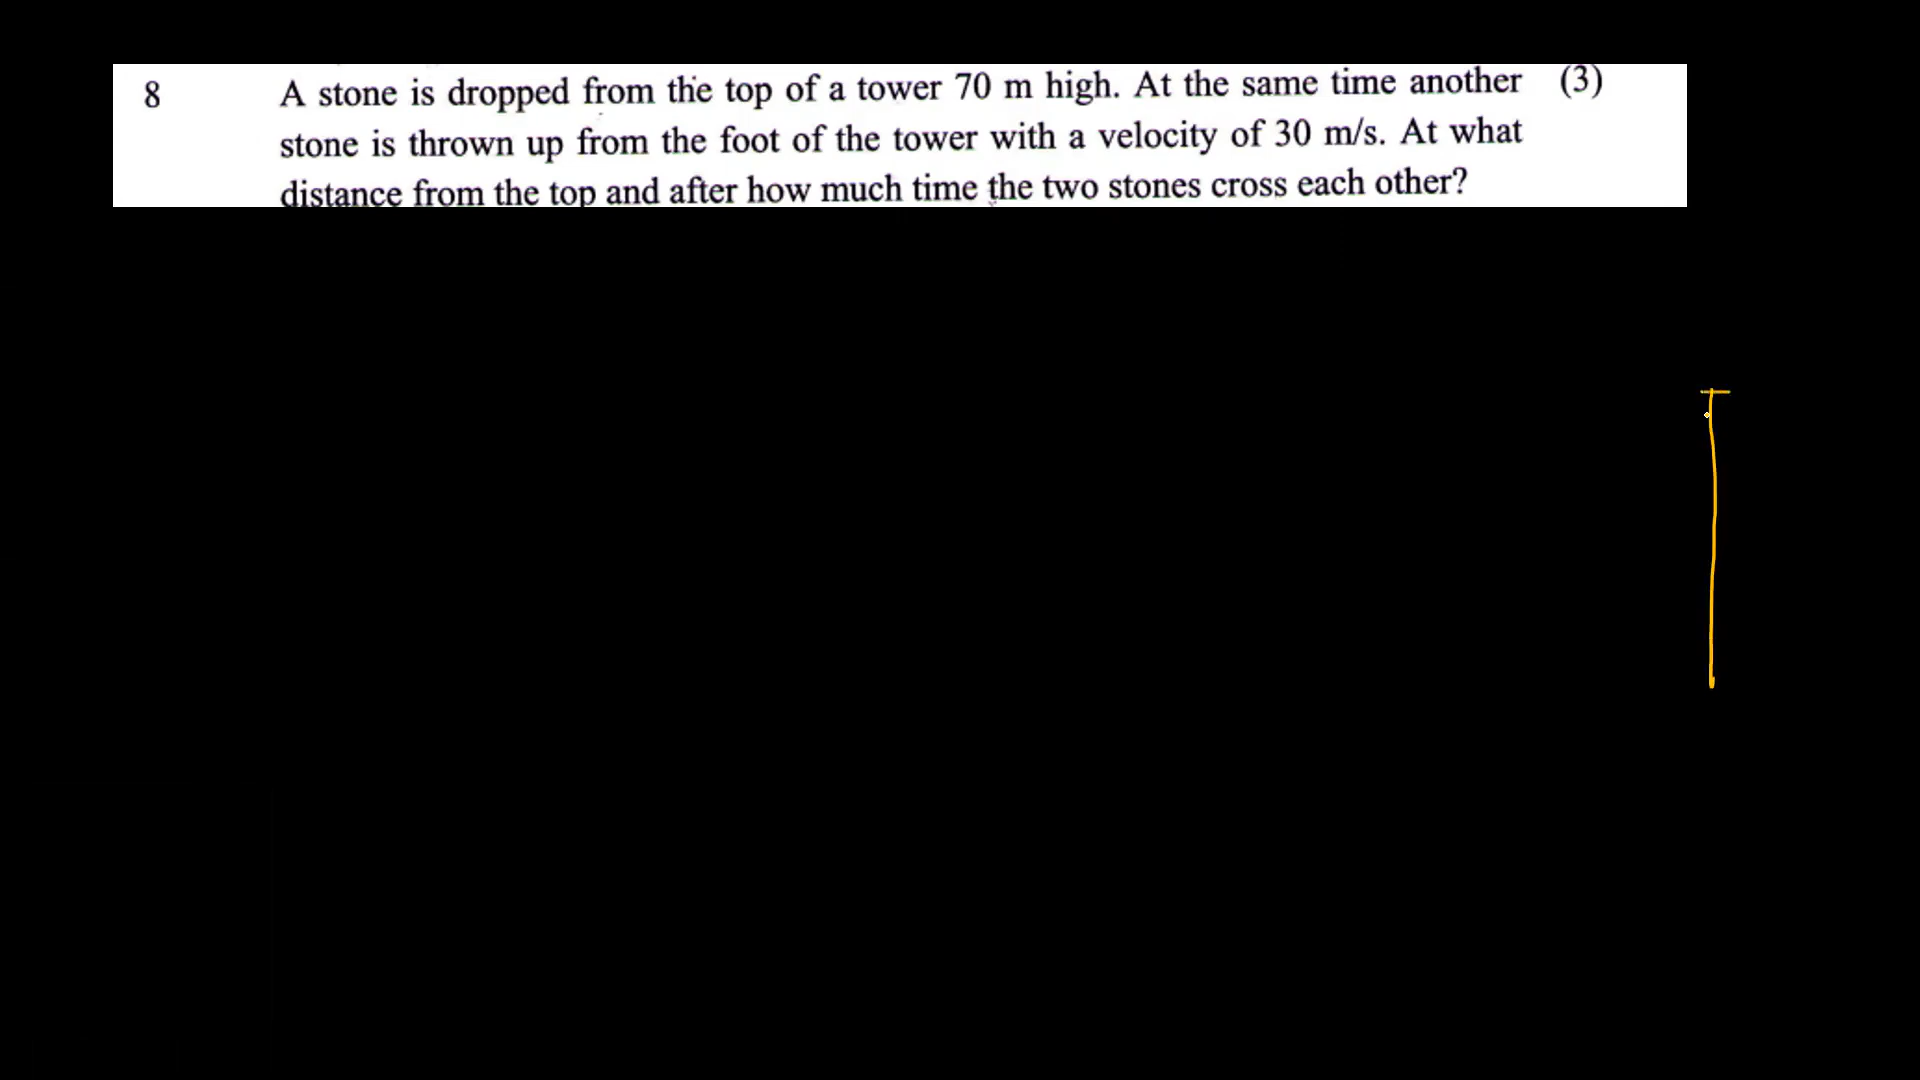 8 A stone is dropped from the top of a tower 70 m high. At the same time another (3)
stone is thrown up from the foot of the tower with a velocity of 30 m/s. At what
distance from the top and after how much time the two stones cross each other?